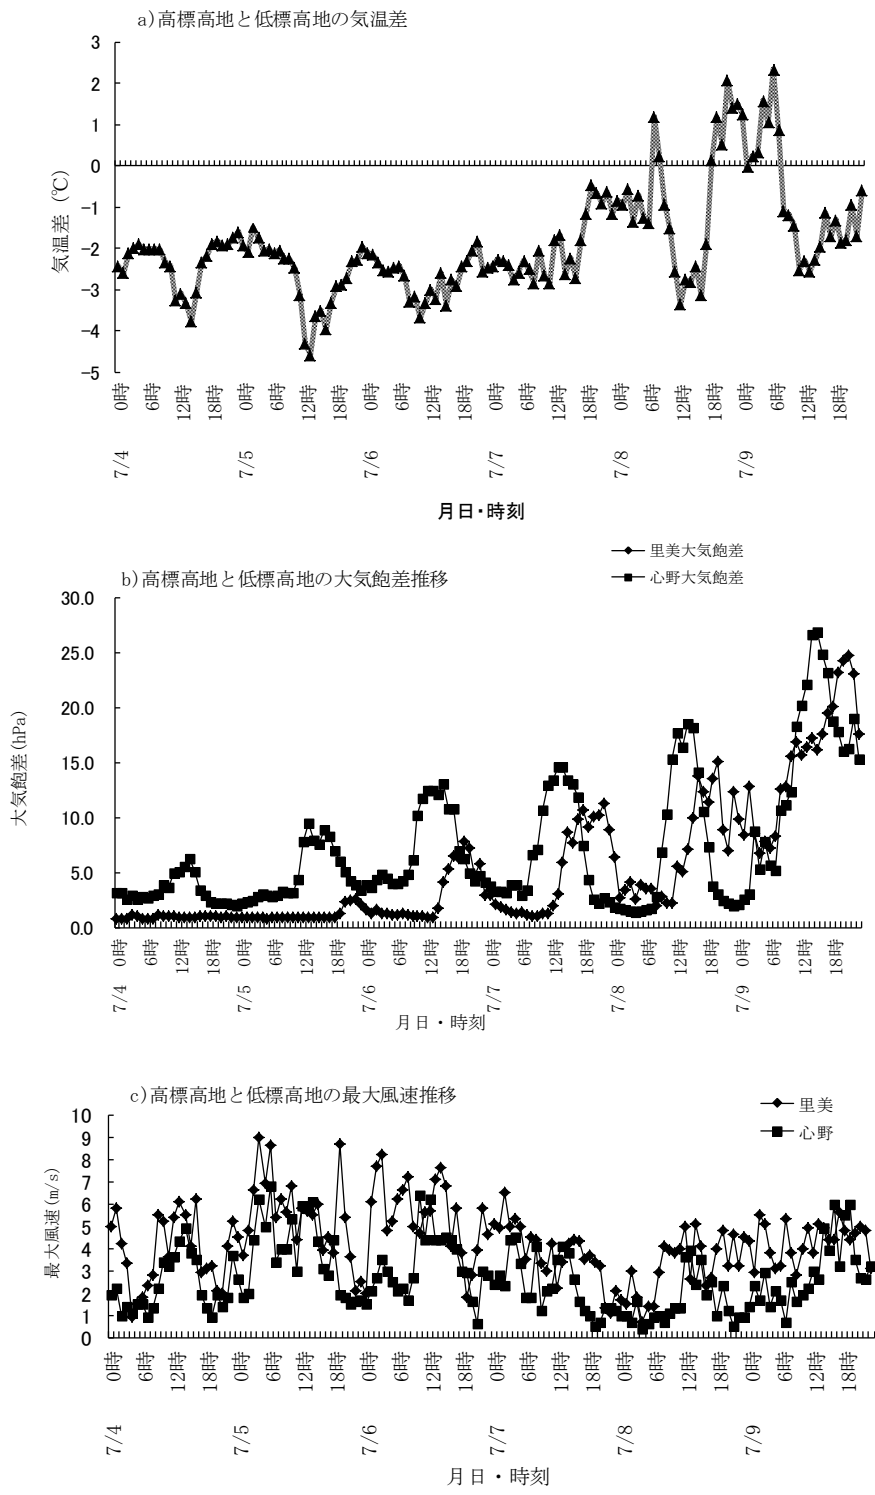 a)高標高地と低標高地の気温差
3
2
1
0
-1
-2
-3
-4
-5
気温差 (℃)
0時 6時 12時 18時 0時 6時 12時 18時 0時 6時 12時 18時 0時 6時 12時 18時 0時 6時 12時 18時 0時 6時 12時 18時
7/4 7/5 7/6 7/7 7/8 7/9
月日・時刻
里美大気飽差
心野大気飽差
b)高標高地と低標高地の大気飽差推移
30.0
25.0
20.0
15.0
10.0
5.0
0.0
大気飽差(hPa)
0時 6時 12時 18時 0時 6時 12時 18時 0時 6時 12時 18時 0時 6時 12時 18時 0時 6時 12時 18時 0時 6時 12時 18時
7/4 7/5 7/6 7/7 7/8 7/9
月日・時刻
c)高標高地と低標高地の最大風速推移
里美
心野
10
9
8
7
6
5
4
3
2
1
0
最大風速(m/s)
0時 6時 12時 18時 0時 6時 12時 18時 0時 6時 12時 18時 0時 6時 12時 18時 0時 6時 12時 18時 0時 6時 12時 18時
7/4 7/5 7/6 7/7 7/8 7/9
月日・時刻